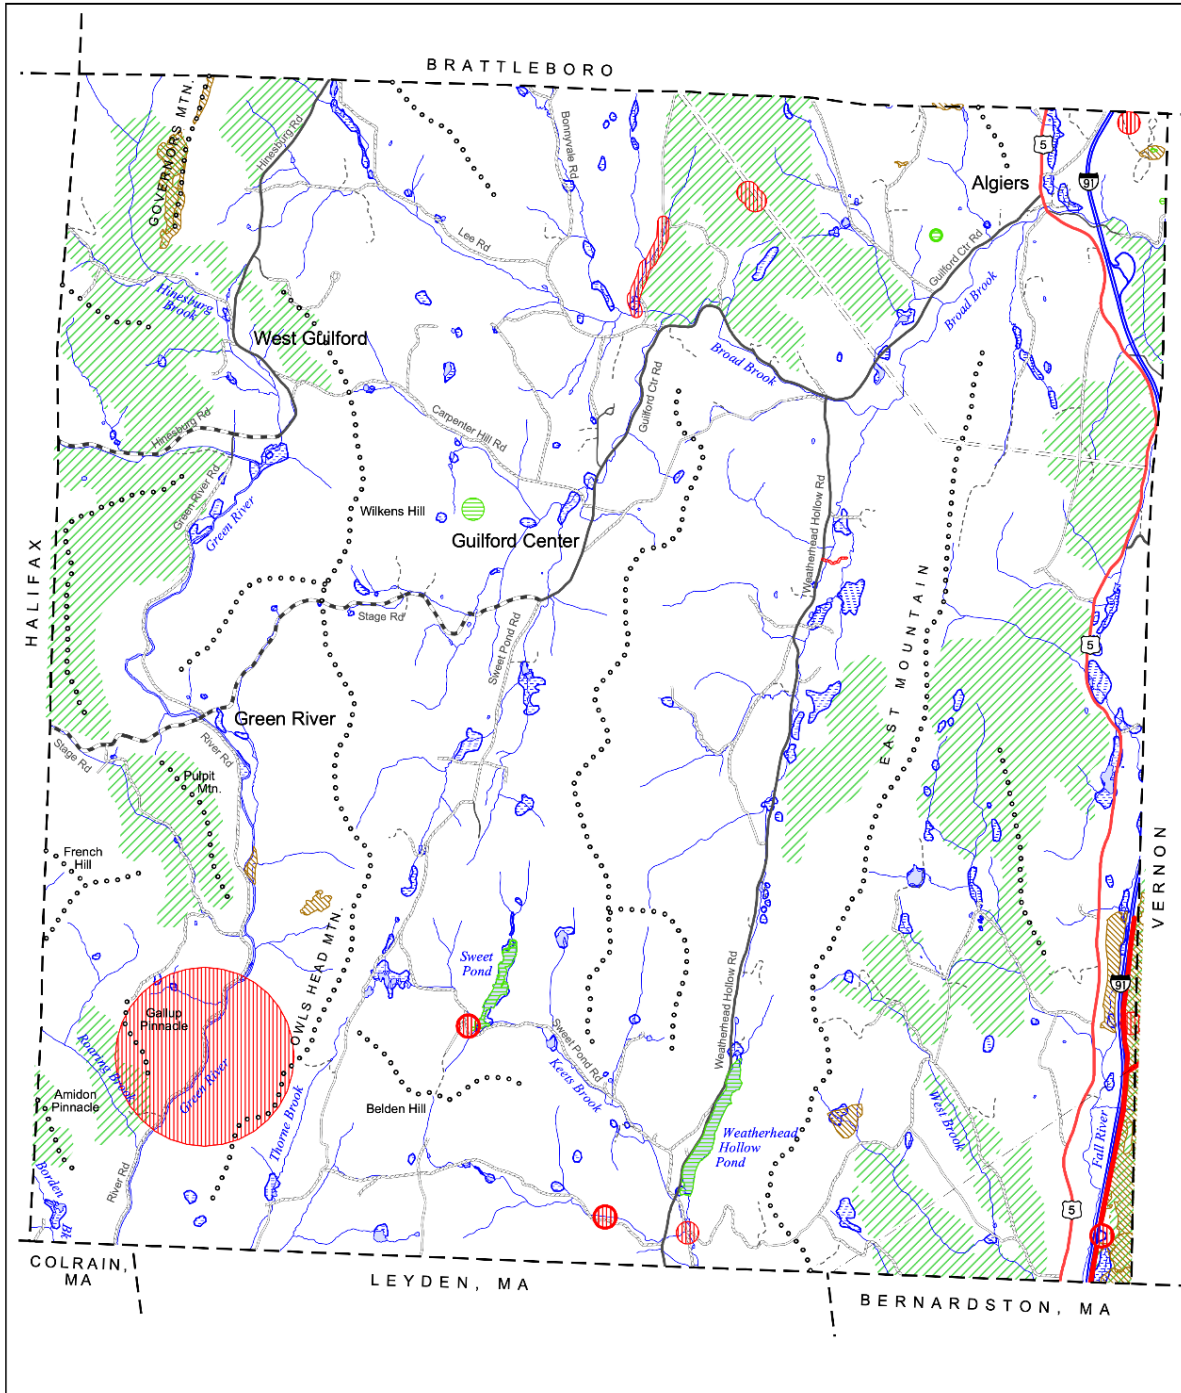 BRATTLEBORO
GOVERNORS MTN.
Hinesburg Rd
Bonnyvale Rd
5
91
Algiers
Lee Rd
Guilford Ctr Rd
Broad Brook
Hinesburg
Brook
West Guilford
Broad Brook
Guilford Ctr Rd
Carpenter Hill Rd
Hinesburg Rd
Green River Rd
Green River
Wilkens Hill
Guilford Center
Weatherhead Hollow Rd
HALIFAX
Stage Rd
Sweet Pond Rd
EAST MOUNTAIN
5
Green River
River Rd
Stage Rd
Pulpit
Mtn.
French
Hill
VERNON
OWLS HEAD MTN.
Sweet
Pond
Weatherhead Hollow Rd
91
Gallup
Pinnacle
Roaring Brook
Green River
Sweet Pond Rd
Keets Brook
Amidon
Pinnacle
Belden Hill
Thorne Brook
West Brook
Fall River
Weatherhead
Hollow
Pond
River Rd
Borden Bk
5
COLRAIN,
MA
LEYDEN, MA
BERNARDSTON, MA